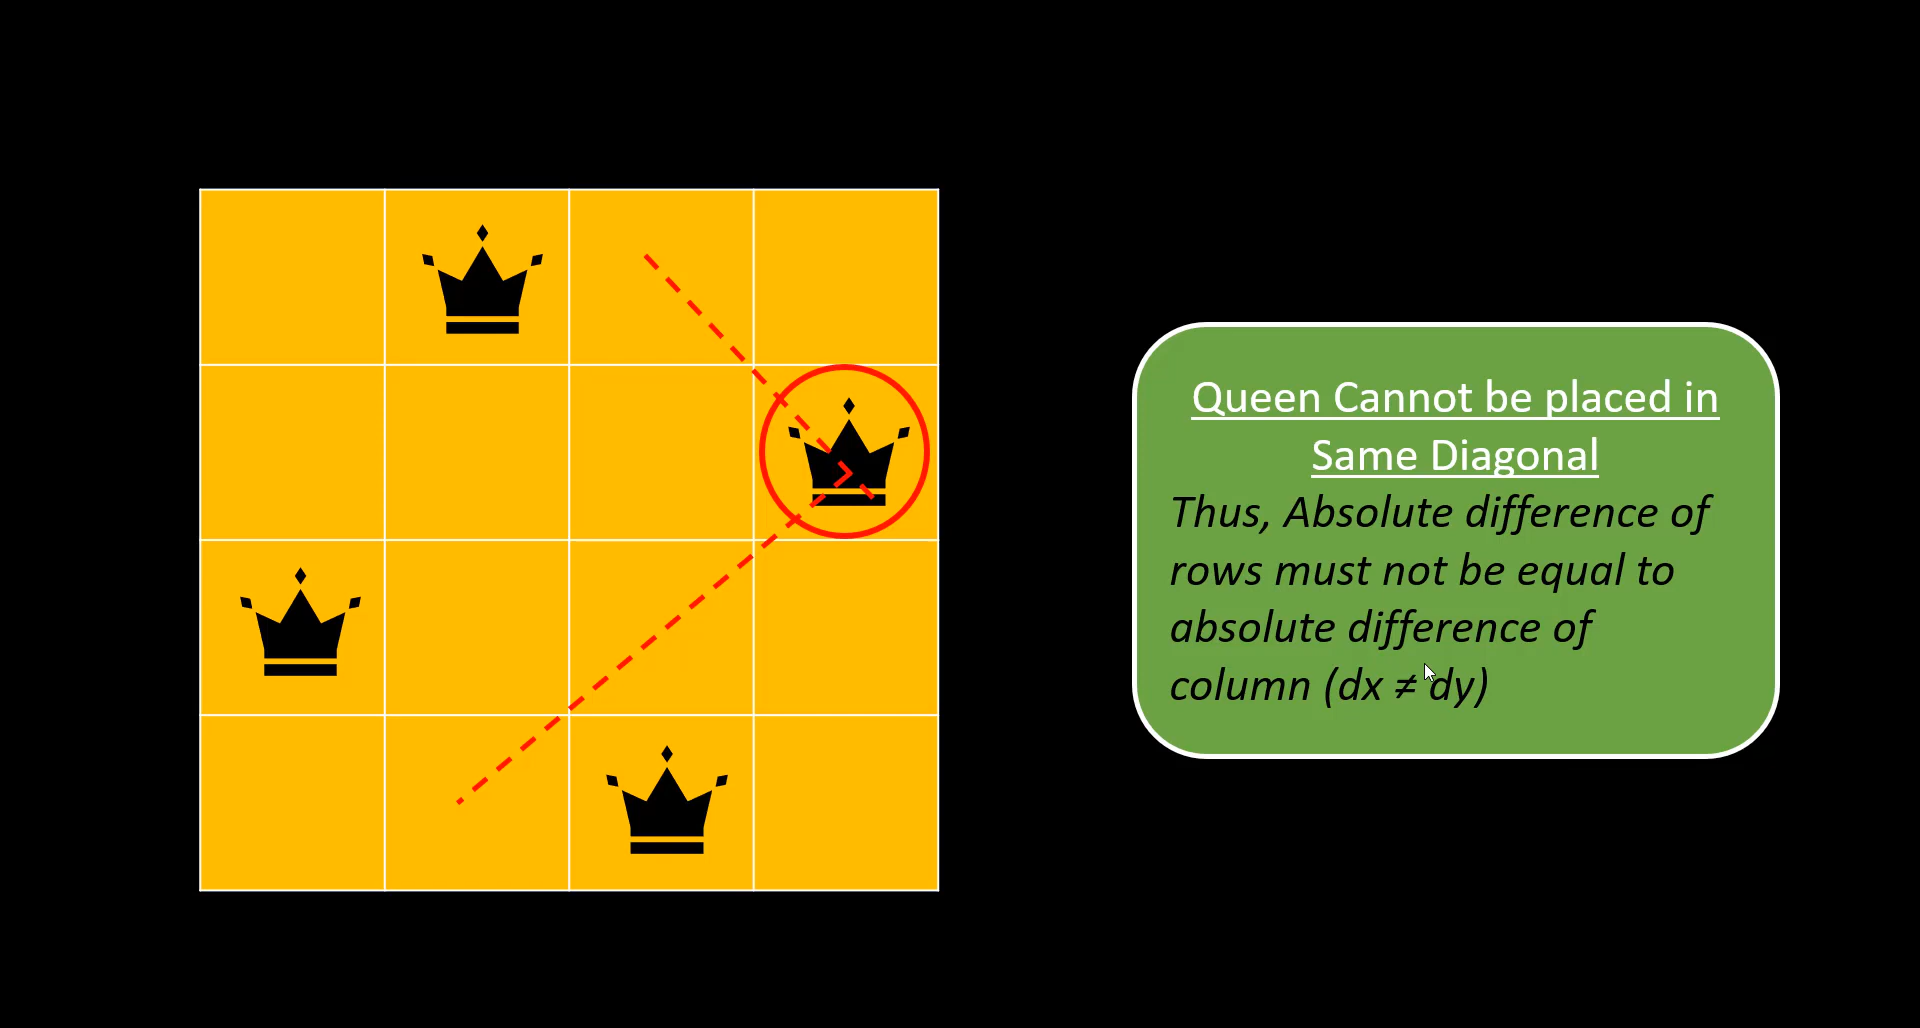 Queen Cannot be placed in
Same Diagonal
Thus, Absolute difference of
rows must not be equal to
absolute difference of
column (dx ≠ dy)